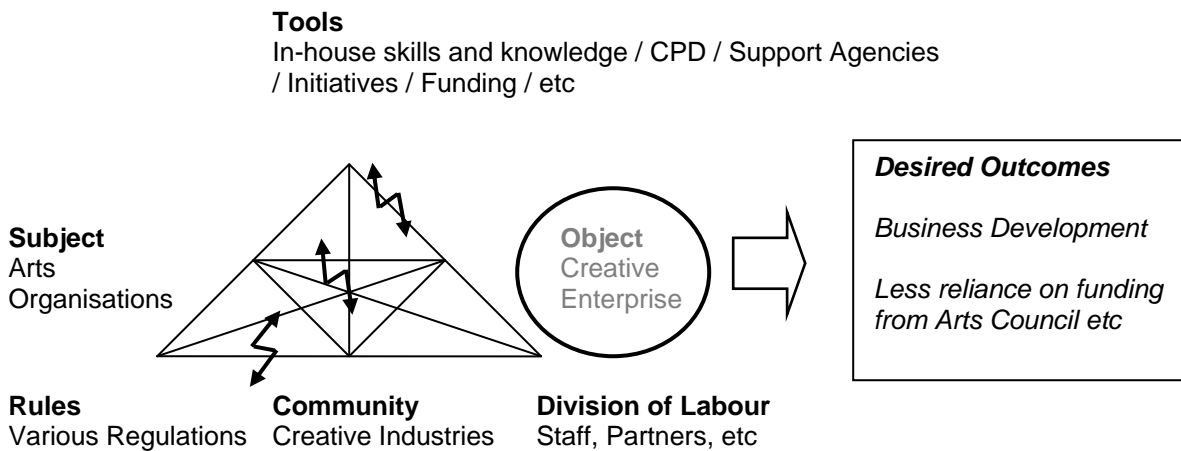 Tools
In-house skills and knowledge / CPD / Support Agencies
/ Initiatives / Funding / etc
Subject
Arts
Organisations
Object
Creative
Enterprise
Desired Outcomes
Business Development
Less reliance on funding
from Arts Council etc
Rules
Various Regulations
Community
Creative Industries
Division of Labour
Staff, Partners, etc